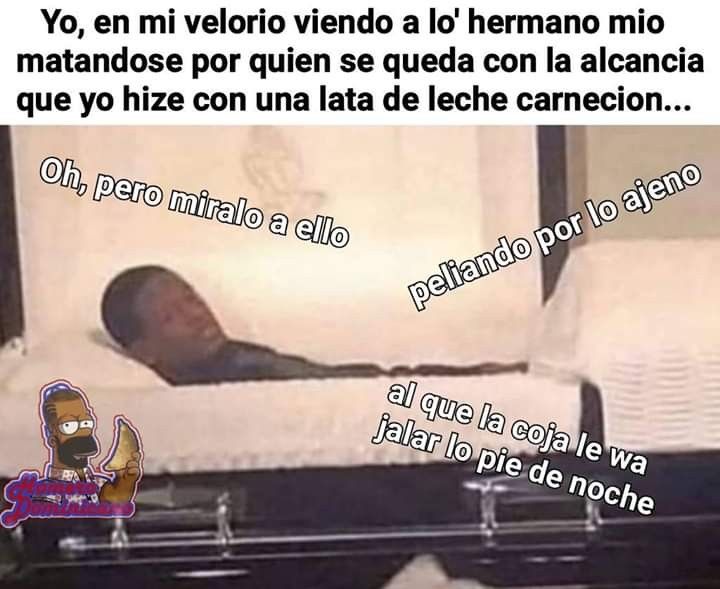 Yo, en mi velorio viendo a lo' hermano mio
matandose por quien se queda con la alcancia
que yo hize con una lata de leche carnecion...
Oh, pero miralo a ello
peliando por lo ajeno
al que la coja le wa
jalar lo pie de noche
Homero
Dominicano